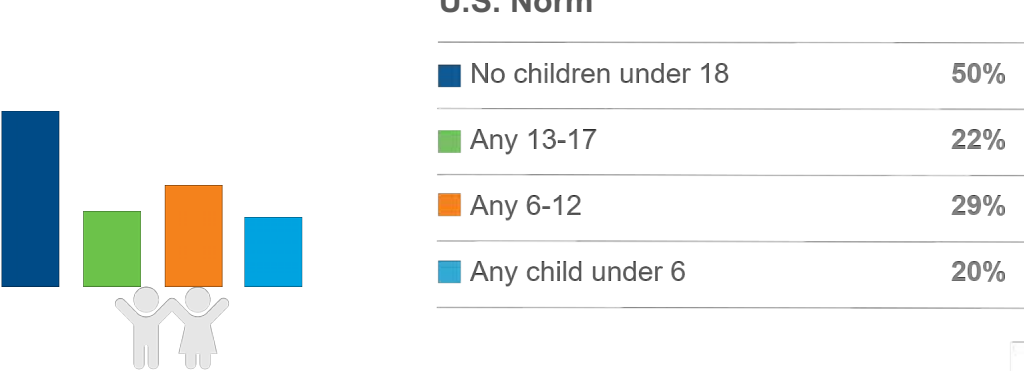 U.S. Norm
No children under 18 50%
Any 13-17 22%
Any 6-12 29%
Any child under 6 20%